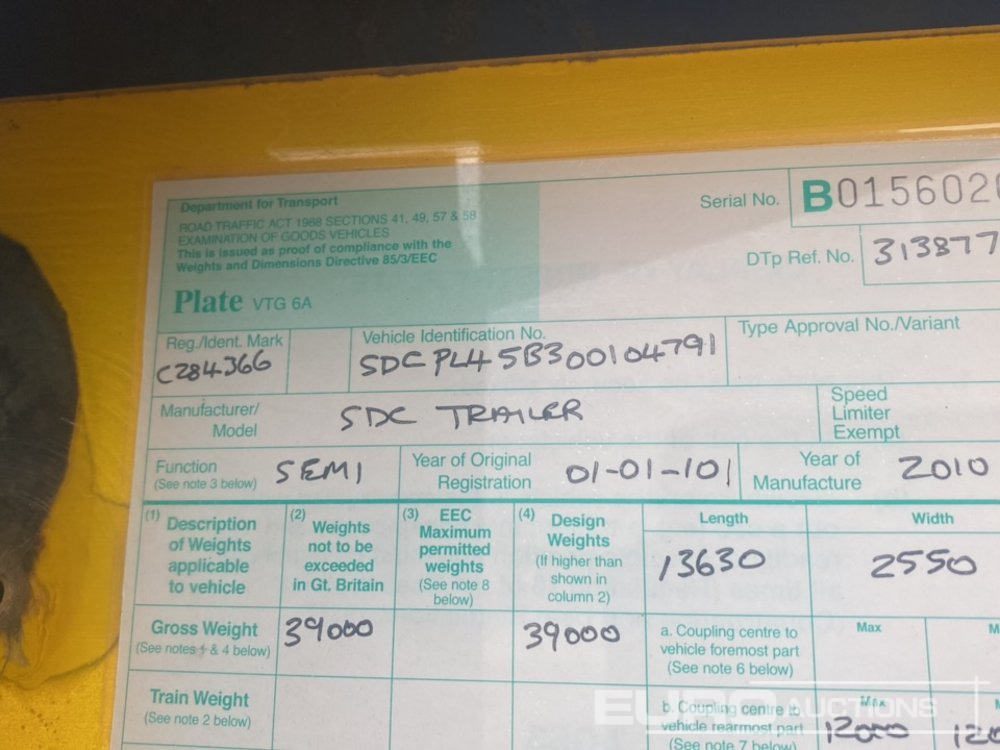 Department for Transport
ROAD TRAFFIC ACT 1988 SECTIONS 41, 49, 57 & 58
EXAMINATION OF GOODS VEHICLES
This is issued as proof of compliance with the
Weights and Dimensions Directive 85/3/EEC
Plate VTG 6A
Serial No. B015602
DTp Ref. No. 313877
Reg./Ident. Mark
C284366
Vehicle Identification No.
SDCPL45B300104791
Type Approval No./Variant
Manufacturer/
Model
SDC TRAILER
Speed
Limiter
Exempt
Function
(See note 3 below)
SEMI
Year of Original
Registration
01-01-10
Year of
Manufacture
2010
(1) Description
of Weights
applicable
to vehicle
(2) Weights
not to be
exceeded
in Gt. Britain
(3) EEC
Maximum
permitted
weights
(See note 8
below)
(4) Design
Weights
(If higher than
shown in
column 2)
Length
13630
Width
2550
Gross Weight
(See notes 1 & 4 below)
39000
39000
a. Coupling centre to
vehicle foremost part
(See note 6 below)
Max
Train Weight
(See note 2 below)
b. Coupling centre to
vehicle rearmost part
(See note 7 below)
Max
12000
EURO AUCTIONS